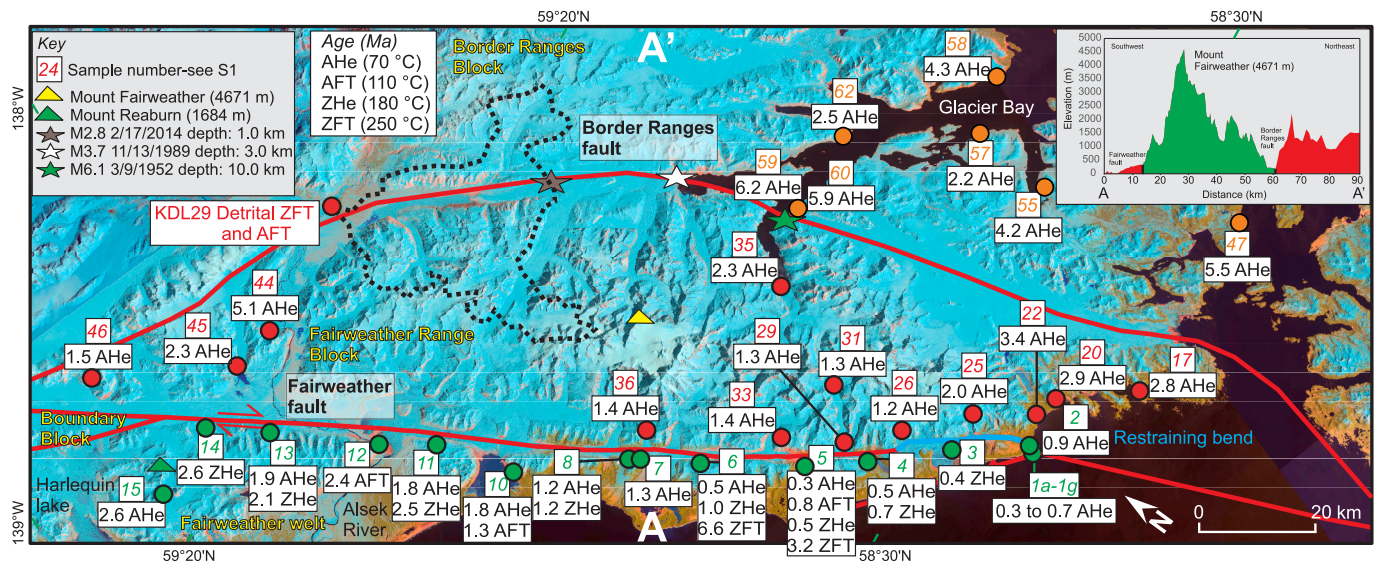 59°20'N
58°30'N
138°W
139°W
59°20'N
58°30'N
Key
24 Sample number-see S1
Mount Fairweather (4671 m)
Mount Reaburn (1684 m)
M2.8 2/17/2014 depth: 1.0 km
M3.7 11/13/1989 depth: 3.0 km
M6.1 3/9/1952 depth: 10.0 km
Age (Ma)
AHe (70 °C)
AFT (110 °C)
ZHe (180 °C)
ZFT (250 °C)
Border Ranges
Block
A'
58
4.3 AHe
Glacier Bay
62
2.5 AHe
57
2.2 AHe
Border Ranges
fault
59
6.2 AHe
60
5.9 AHe
55
4.2 AHe
47
5.5 AHe
Southwest
Northeast
Mount
Fairweather (4671 m)
Elevation (m)
5000
4500
4000
3500
3000
2500
2000
1500
1000
500
0
Fairweather
fault
Border
Ranges
fault
0 10 20 30 40 50 60 70 80 90
A
Distance (km)
A'
KDL29 Detrital ZFT
and AFT
35
2.3 AHe
44
5.1 AHe
45
2.3 AHe
46
1.5 AHe
Fairweather Range
Block
Fairweather
fault
29
1.3 AHe
31
1.3 AHe
22
3.4 AHe
36
1.4 AHe
33
1.4 AHe
26
1.2 AHe
25
2.0 AHe
20
2.9 AHe
17
2.8 AHe
Boundary
Block
Restraining bend
Harlequin
lake
15
2.6 AHe
14
2.6 ZHe
13
1.9 AHe
2.1 ZHe
Fairweather welt
12
2.4 AFT
Alsek
River
11
1.8 AHe
2.5 ZHe
10
1.8 AHe
1.3 AFT
8
1.2 AHe
1.2 ZHe
7
1.3 AHe
A
6
0.5 AHe
1.0 ZHe
6.6 ZFT
5
0.3 AHe
0.8 AFT
0.5 ZHe
3.2 ZFT
4
0.5 AHe
0.7 ZHe
3
0.4 ZHe
2
0.9 AHe
1a-1g
0.3 to 0.7 AHe
N
0 20 km